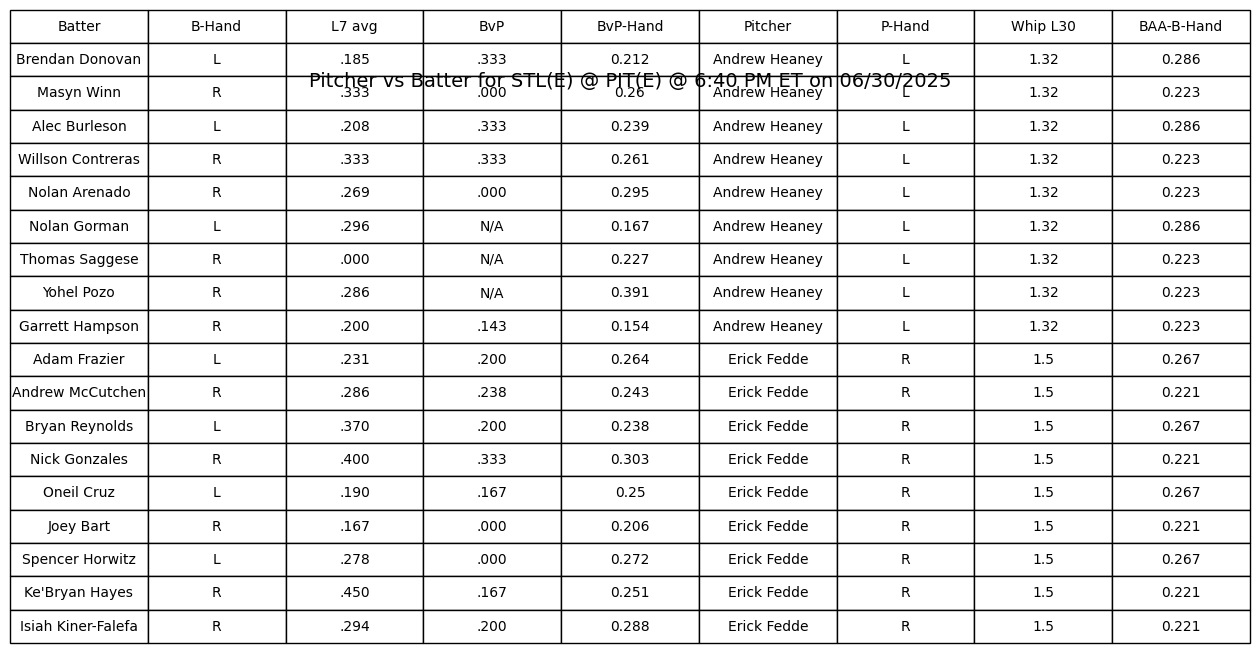 Batter B-Hand L7 avg BvP BvP-Hand Pitcher P-Hand Whip L30 BAA-B-Hand
Brendan Donovan L .185 .333 0.212 Andrew Heaney L 1.32 0.286
Pitcher vs Batter for STL(E) @ PIT(E) @ 6:40 PM ET on 06/30/2025
Masyn Winn R .333 .000 0.26 Andrew Heaney L 1.32 0.223
Alec Burleson L .208 .333 0.239 Andrew Heaney L 1.32 0.286
Willson Contreras R .333 .333 0.261 Andrew Heaney L 1.32 0.223
Nolan Arenado R .269 .000 0.295 Andrew Heaney L 1.32 0.223
Nolan Gorman L .296 N/A 0.167 Andrew Heaney L 1.32 0.286
Thomas Saggese R .000 N/A 0.227 Andrew Heaney L 1.32 0.223
Yohel Pozo R .286 N/A 0.391 Andrew Heaney L 1.32 0.223
Garrett Hampson R .200 .143 0.154 Andrew Heaney L 1.32 0.223
Adam Frazier L .231 .200 0.264 Erick Fedde R 1.5 0.267
Andrew McCutchen R .286 .238 0.243 Erick Fedde R 1.5 0.221
Bryan Reynolds L .370 .200 0.238 Erick Fedde R 1.5 0.267
Nick Gonzales R .400 .333 0.303 Erick Fedde R 1.5 0.221
Oneil Cruz L .190 .167 0.25 Erick Fedde R 1.5 0.267
Joey Bart R .167 .000 0.206 Erick Fedde R 1.5 0.221
Spencer Horwitz L .278 .000 0.272 Erick Fedde R 1.5 0.267
Ke'Bryan Hayes R .450 .167 0.251 Erick Fedde R 1.5 0.221
Isiah Kiner-Falefa R .294 .200 0.288 Erick Fedde R 1.5 0.221